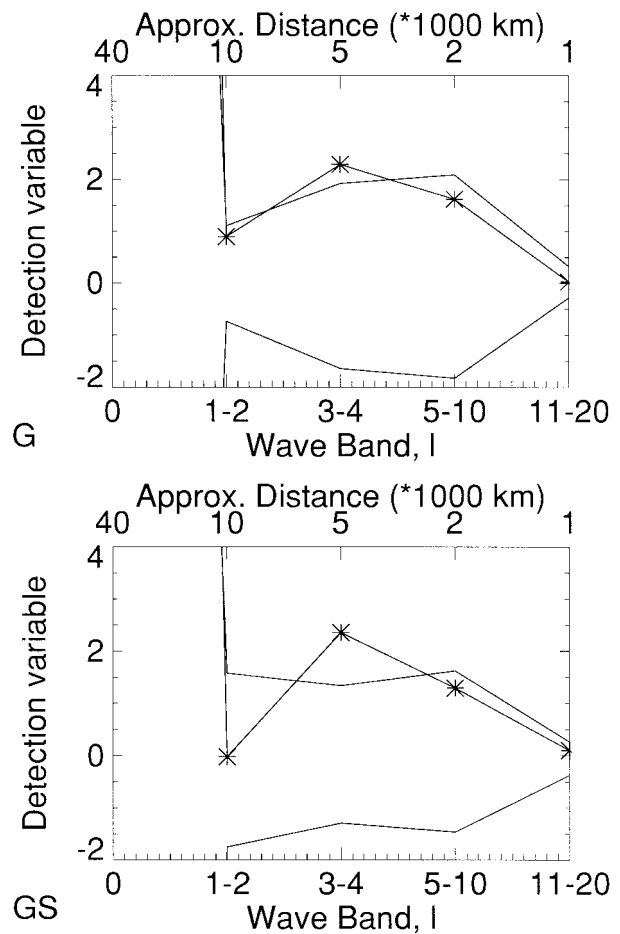 Approx. Distance (*1000 km)
40 10 5 2 1
4
2
0
-2
Detection variable
0 1-2 3-4 5-10 11-20
G
Wave Band, l
Approx. Distance (*1000 km)
40 10 5 2 1
4
2
0
-2
Detection variable
0 1-2 3-4 5-10 11-20
GS
Wave Band, l